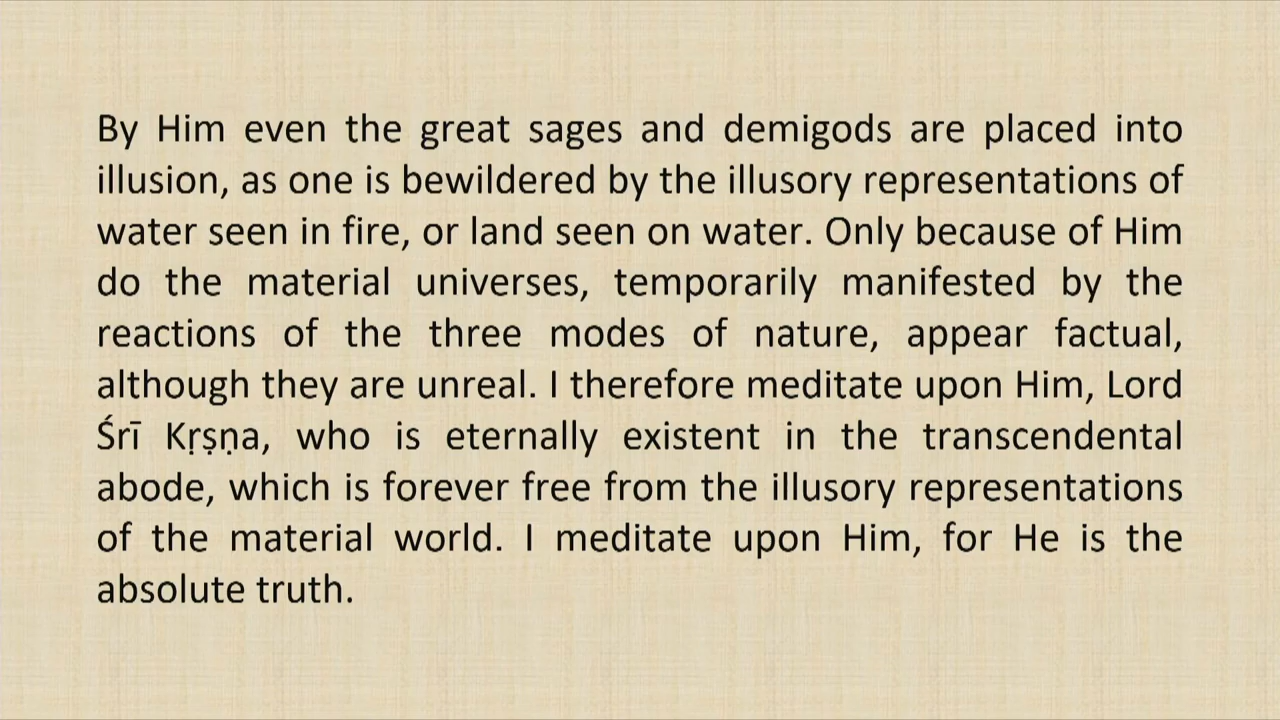 By Him even the great sages and demigods are placed into
illusion, as one is bewildered by the illusory representations of
water seen in fire, or land seen on water. Only because of Him
do the material universes, temporarily manifested by the
reactions of the three modes of nature, appear factual,
although they are unreal. I therefore meditate upon Him, Lord
Śrī Kṛṣṇa, who is eternally existent in the transcendental
abode, which is forever free from the illusory representations
of the material world. I meditate upon Him, for He is the
absolute truth.